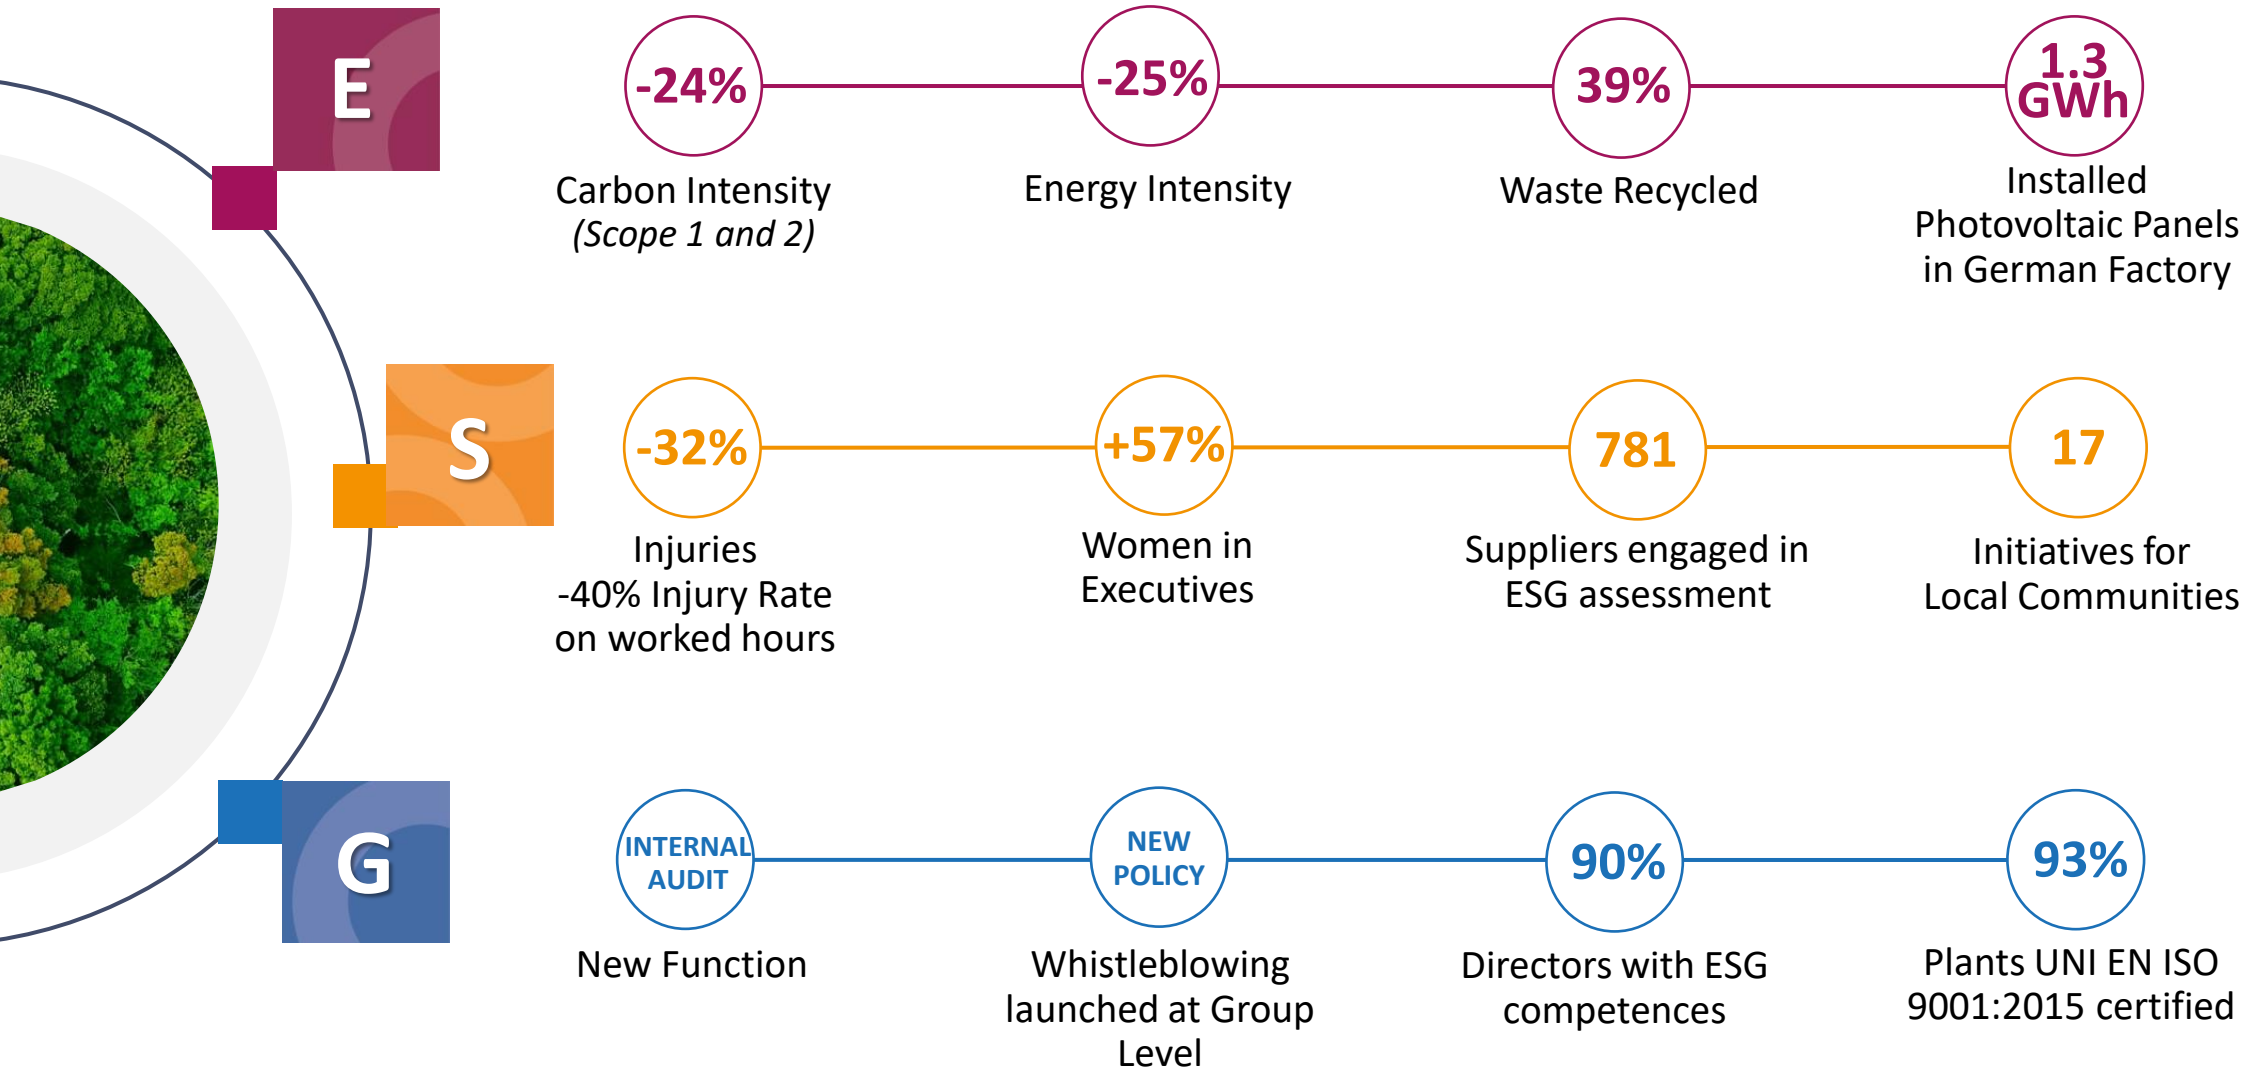 E
-24%
-25%
39%
1.3
GWh
Carbon Intensity
(Scope 1 and 2)
Energy Intensity
Waste Recycled
Installed
Photovoltaic Panels
in German Factory
S
-32%
+57%
781
17
Injuries
-40% Injury Rate
on worked hours
Women in
Executives
Suppliers engaged in
ESG assessment
Initiatives for
Local Communities
G
INTERNAL
AUDIT
NEW
POLICY
90%
93%
New Function
Whistleblowing
launched at Group
Level
Directors with ESG
competences
Plants UNI EN ISO
9001:2015 certified